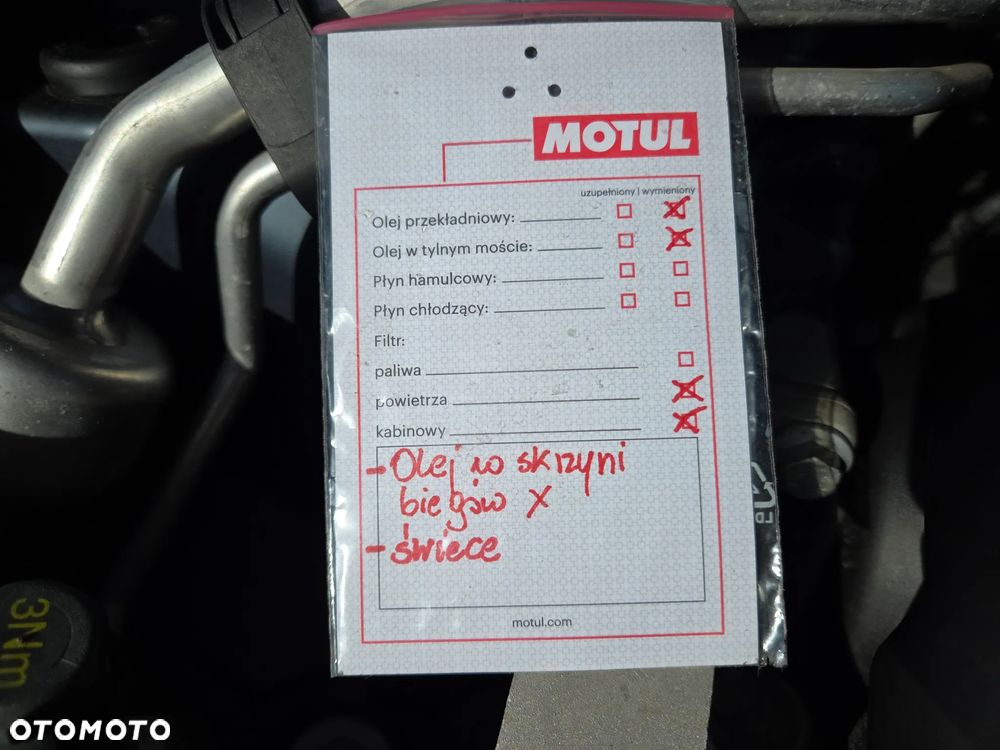 MOTUL
uzupełniony | wymieniony
Olej przekładniowy:
Olej w tylnym moście:
Płyn hamulcowy:
Płyn chłodzący:
Filtr:
paliwa
powietrza
kabinowy
- Olej w skrzyni
biegów X
- świece
motul.com
3Nm
OTOMOTO